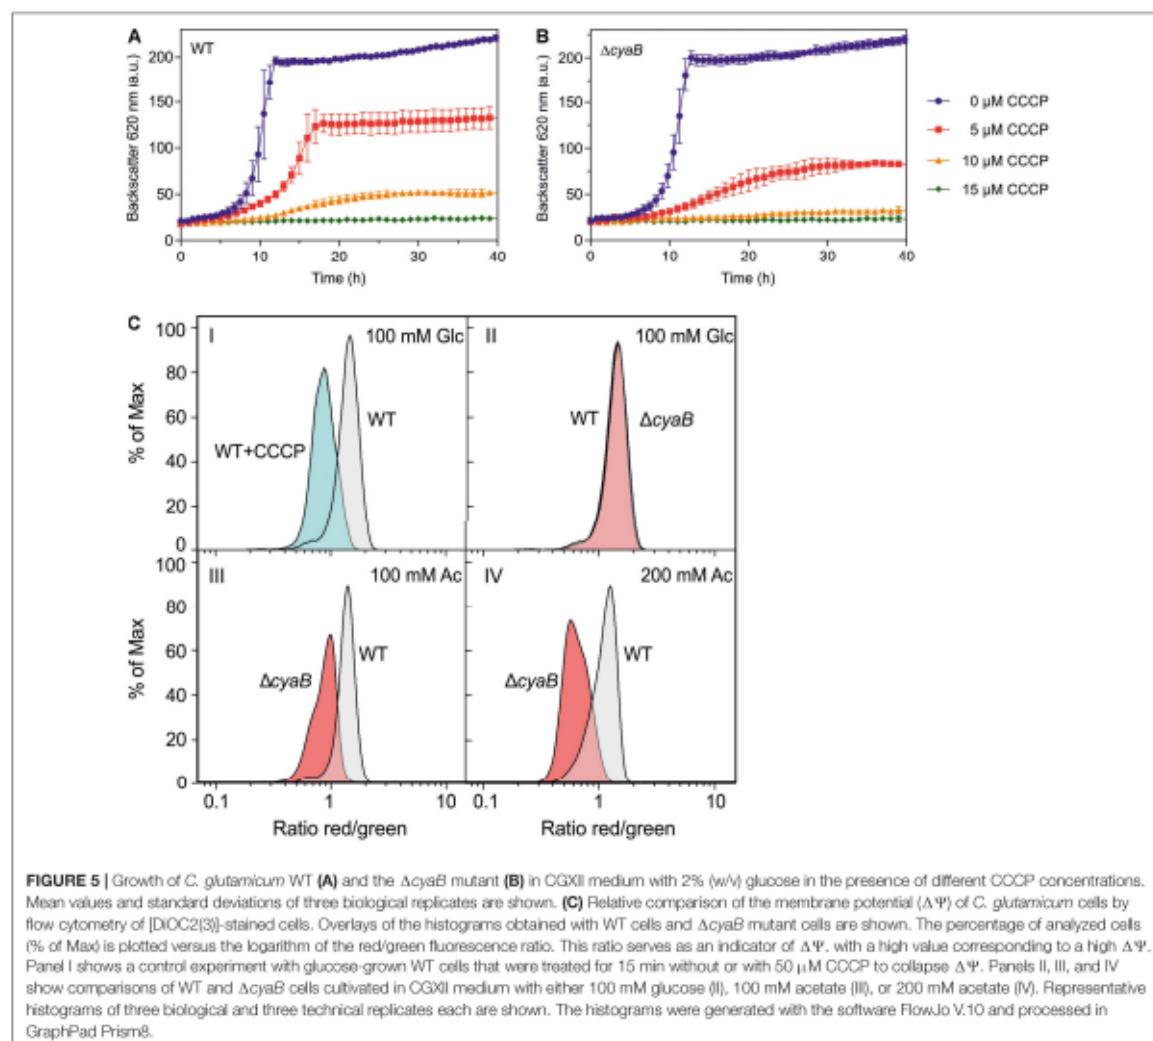 A
WT
200
150
100
50
0
Backscatter 620 nm (a.u.)
0 10 20 30 40
Time (h)
B
ΔcyaB
200
150
100
50
0
Backscatter 620 nm (a.u.)
0 10 20 30 40
Time (h)
0 µM CCCP
5 µM CCCP
10 µM CCCP
15 µM CCCP
C
I
100 mM Glc
WT
WT+CCCP
100
80
60
40
20
0
% of Max
II
100 mM Glc
WT
ΔcyaB
III
100 mM Ac
ΔcyaB
WT
100
80
60
40
20
0
% of Max
0.1 1 10
Ratio red/green
IV
200 mM Ac
ΔcyaB
WT
0.1 1 10
Ratio red/green
FIGURE 5 | Growth of C. glutamicum WT (A) and the ΔcyaB mutant (B) in CGXII medium with 2% (w/v) glucose in the presence of different CCCP concentrations.
Mean values and standard deviations of three biological replicates are shown. (C) Relative comparison of the membrane potential (ΔΨ) of C. glutamicum cells by
flow cytometry of [DiOC2(3)]-stained cells. Overlays of the histograms obtained with WT cells and ΔcyaB mutant cells are shown. The percentage of analyzed cells
(% of Max) is plotted versus the logarithm of the red/green fluorescence ratio. This ratio serves as an indicator of ΔΨ. with a high value corresponding to a high ΔΨ.
Panel I shows a control experiment with glucose-grown WT cells that were treated for 15 min without or with 50 µM CCCP to collapse ΔΨ. Panels II, III, and IV
show comparisons of WT and ΔcyaB cells cultivated in CGXII medium with either 100 mM glucose (II), 100 mM acetate (III), or 200 mM acetate (IV). Representative
histograms of three biological and three technical replicates each are shown. The histograms were generated with the software FlowJo V.10 and processed in
GraphPad Prism8.